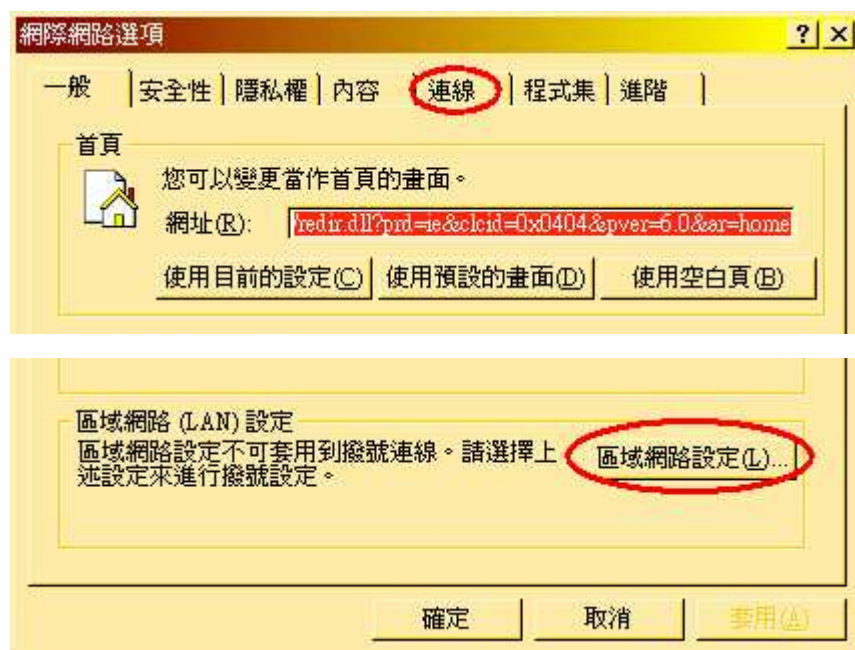 網際網路選項
? ×
一般 安全性 隱私權 內容 連線 程式集 進階
首頁
您可以變更當作首頁的畫面。
網址(R): /redir.dll?prd=ie&clcid=0x0404&pver=6.0&ar=home
使用目前的設定(C) 使用預設的畫面(D) 使用空白頁(B)
區域網路 (LAN) 設定
區域網路設定不可套用到撥號連線。請選擇上
述設定來進行撥號設定。
區域網路設定(L)...
確定 取消 套用(A)